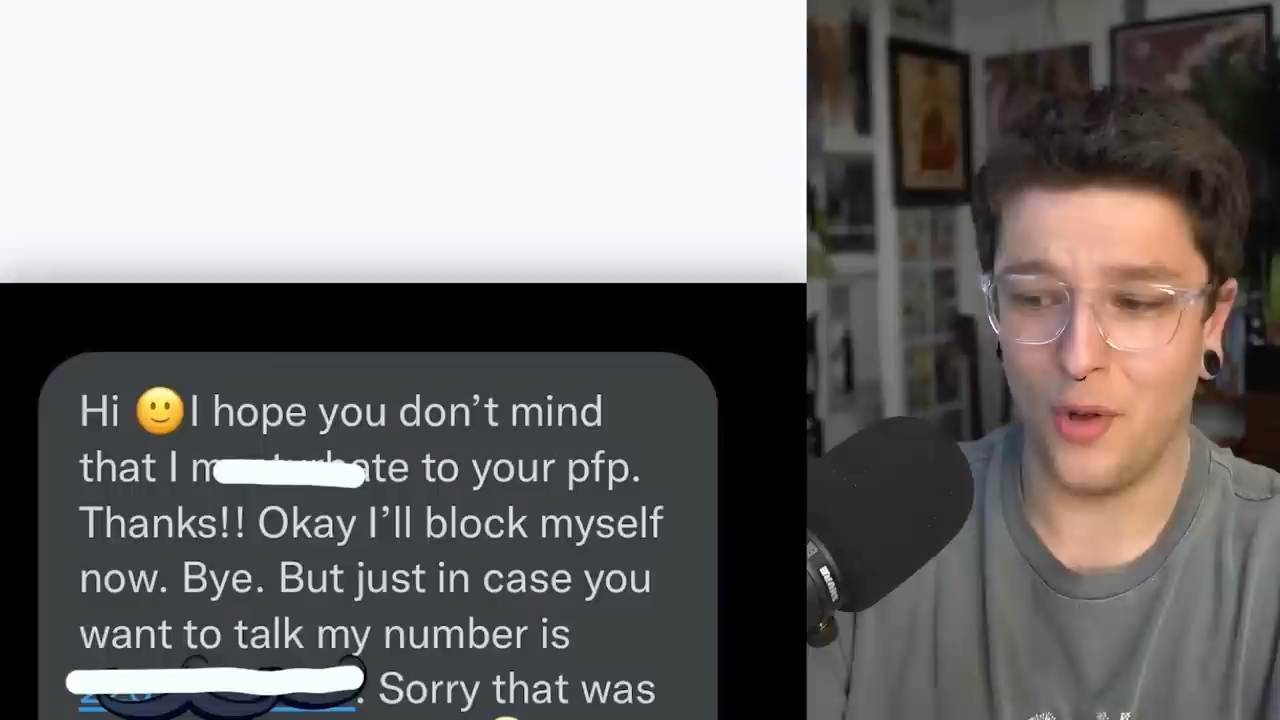 Hi 🙂 I hope you don't mind
that I to your pfp.
Thanks!! Okay I'll block myself
now. Bye. But just in case you
want to talk my number is
. Sorry that was
SHURE